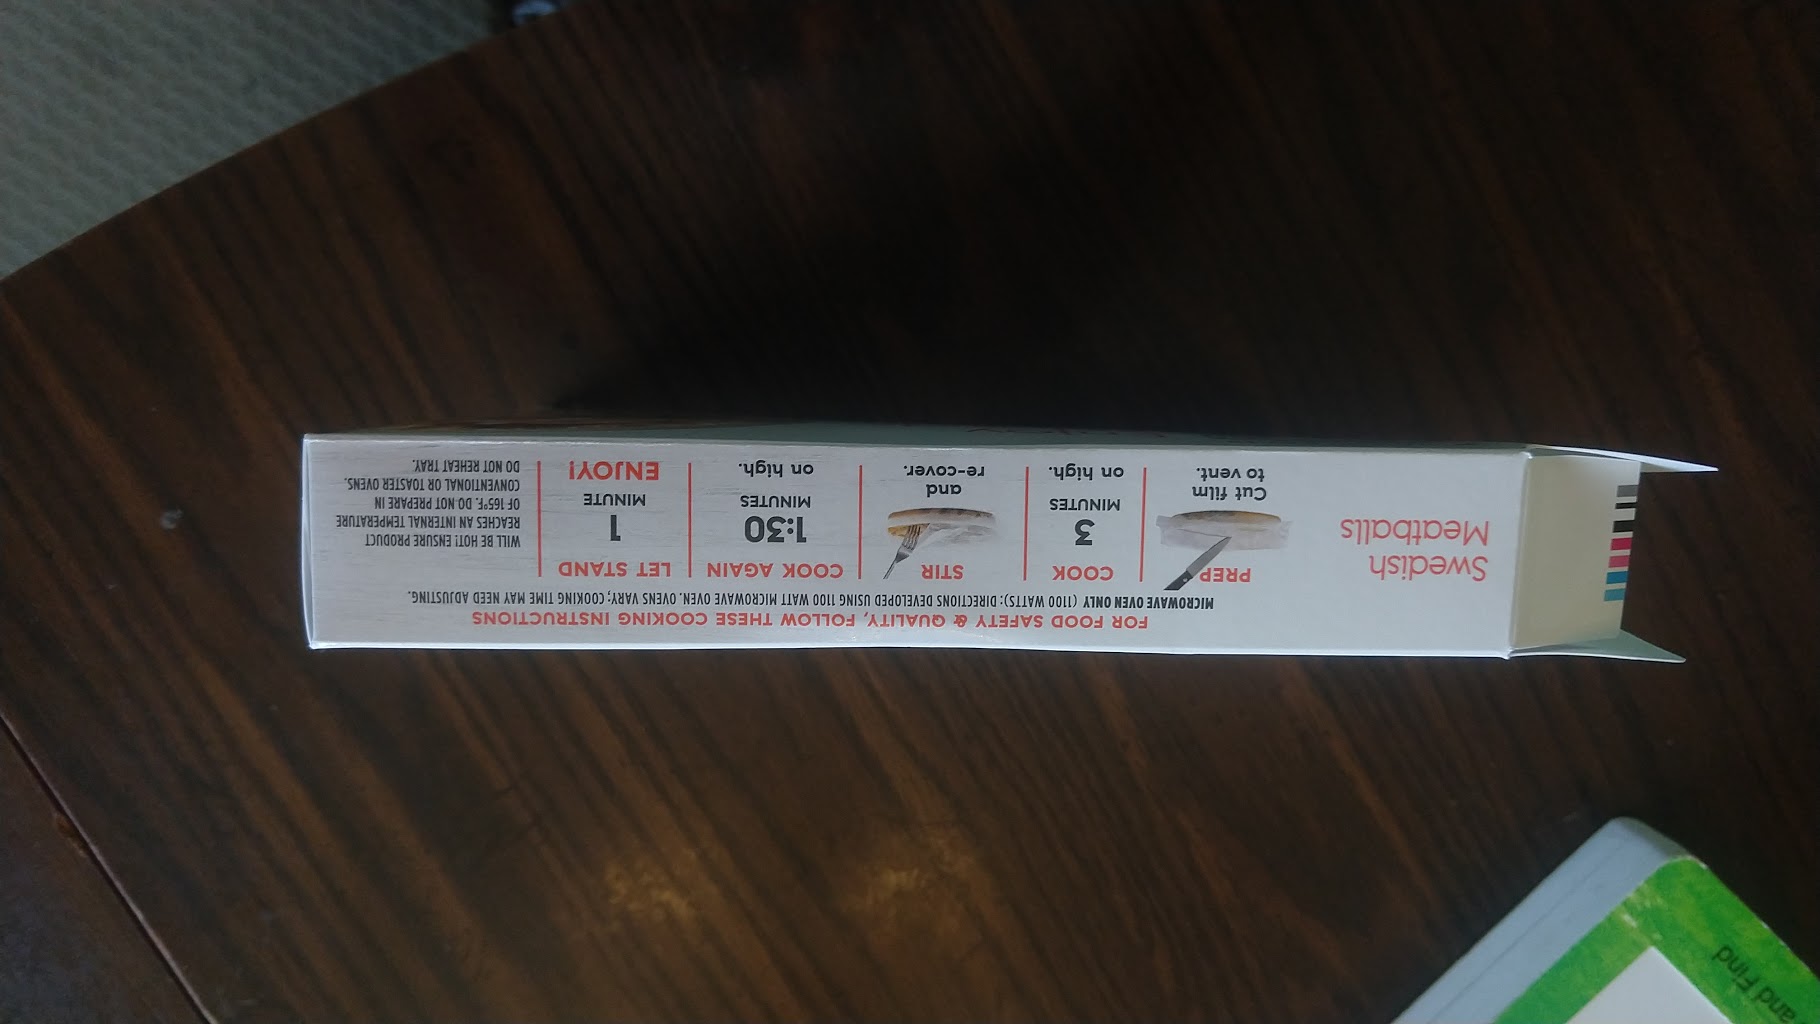 Swedish
Meatballs
FOR FOOD SAFETY & QUALITY, FOLLOW THESE COOKING INSTRUCTIONS
MICROWAVE OVEN ONLY (1100 WATTS): DIRECTIONS DEVELOPED USING 1100 WATT MICROWAVE OVEN. OVENS VARY; COOKING TIME MAY NEED ADJUSTING.
PREP
Cut film
to vent.
COOK
3
MINUTES
on high.
STIR
and
re-cover.
COOK AGAIN
1:30
MINUTES
on high.
LET STAND
1
MINUTE
ENJOY!
WILL BE HOT! ENSURE PRODUCT
REACHES AN INTERNAL TEMPERATURE
OF 165°F. DO NOT PREPARE IN
CONVENTIONAL OR TOASTER OVENS.
DO NOT REHEAT TRAY.
and Find